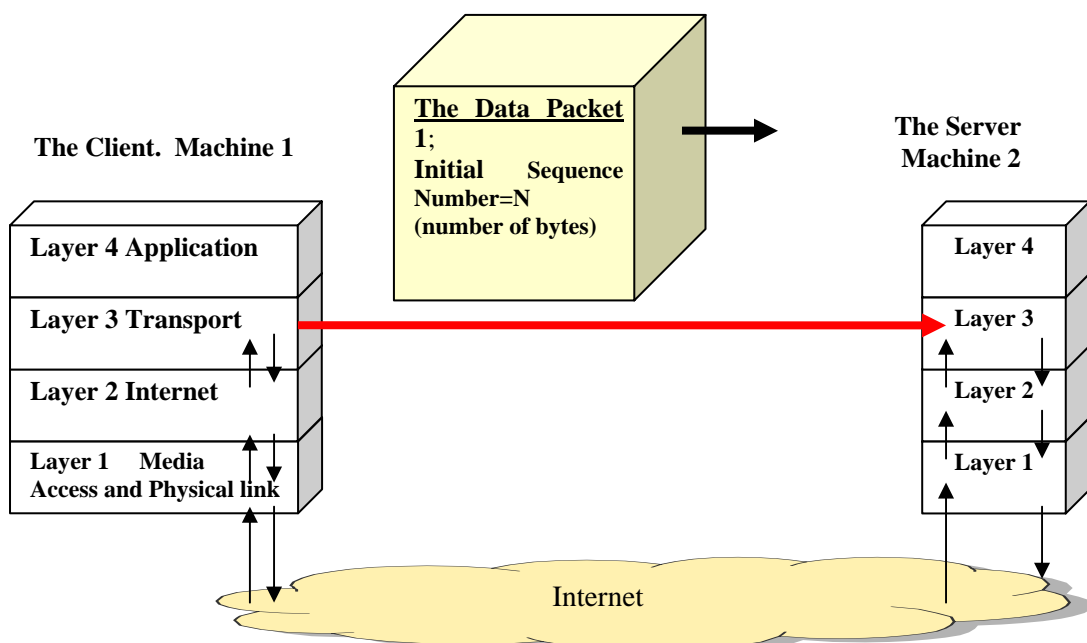 The Data Packet
1;
Initial Sequence
Number=N
(number of bytes)
The Client. Machine 1
The Server
Machine 2
Layer 4 Application
Layer 3 Transport
Layer 2 Internet
Layer 1 Media
Access and Physical link
Layer 4
Layer 3
Layer 2
Layer 1
Internet